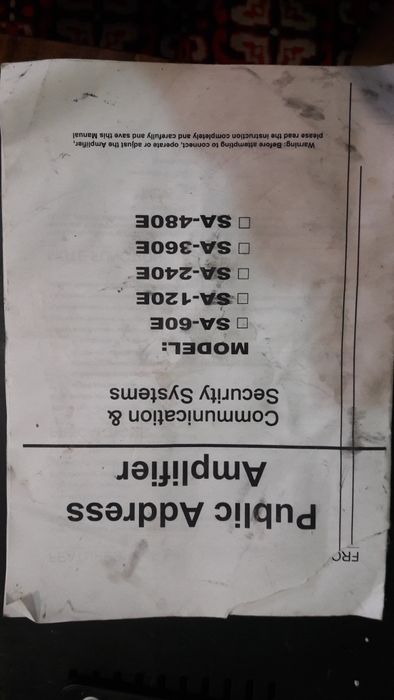 Public Address
Amplifier
Communication &
Security Systems
MODEL:
□ SA-60E
□ SA-120E
□ SA-240E
□ SA-360E
□ SA-480E
Warning: Before attempting to connect, operate or adjust the Amplifier,
please read the instruction completely and carefully and save this Manual